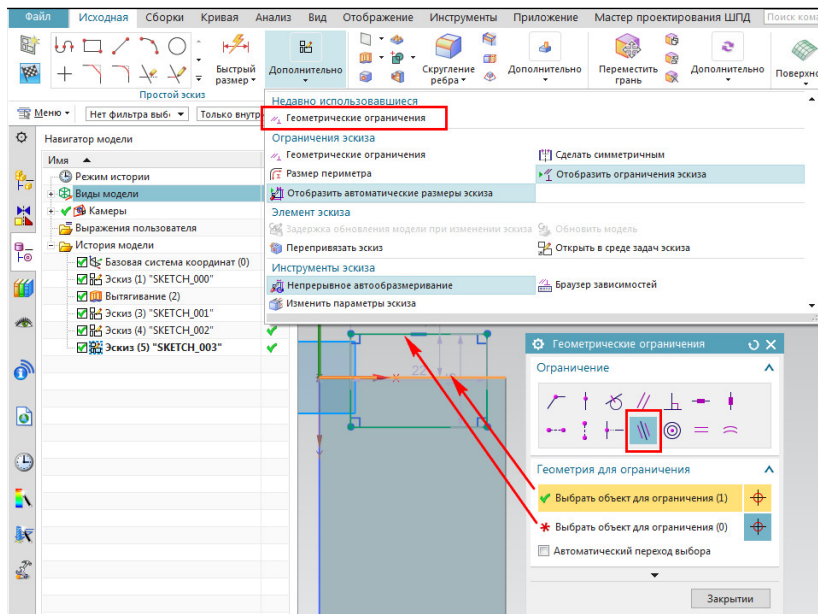 Файл Исходная Сборки Кривая Анализ Вид Отображение Инструменты Приложение Мастер проектирования ШПД Поиск кома
Быстрый размер
Дополнительно
Скругление ребра
Дополнительно
Переместить грань
Дополнительно
Поверхно
Простой эскиз
Меню Нет фильтра выбо Только внутр
Навигатор модели
Имя
Режим истории
Виды модели
Камеры
Выражения пользователя
История модели
Базовая система координат (0)
Эскиз (1) "SKETCH_000"
Вытягивание (2)
Эскиз (3) "SKETCH_001"
Эскиз (4) "SKETCH_002"
Эскиз (5) "SKETCH_003"
Недавно использовавшиеся
Геометрические ограничения
Ограничения эскиза
Геометрические ограничения
Сделать симметричным
Размер периметра
Отобразить ограничения эскиза
Отобразить автоматические размеры эскиза
Элемент эскиза
Задержка обновления модели при изменении эскиза
Обновить модель
Перепривязать эскиз
Открыть в среде задач эскиза
Инструменты эскиза
Непрерывное автообразмеривание
Браузер зависимостей
Изменить параметры эскиза
22
X
Геометрические ограничения
Ограничение
Геометрия для ограничения
Выбрать объект для ограничения (1)
Выбрать объект для ограничения (0)
Автоматический переход выбора
Закрытии